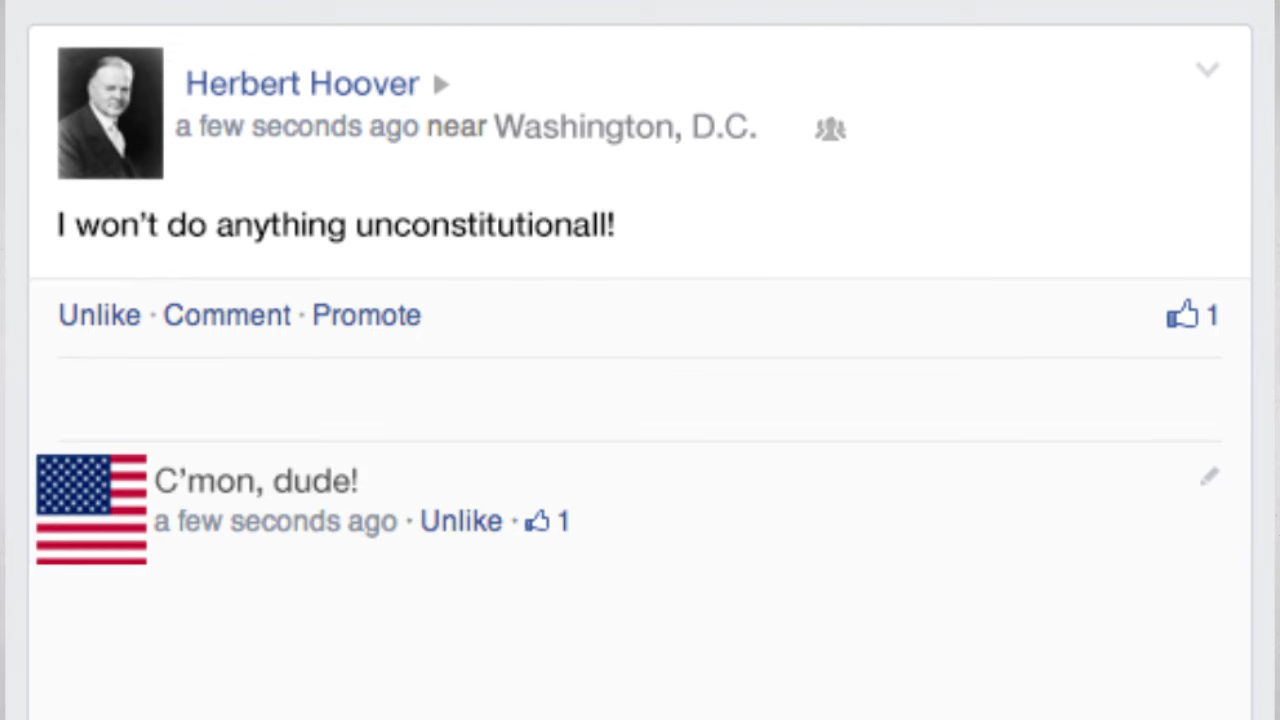 Herbert Hoover
a few seconds ago near Washington, D.C.
I won't do anything unconstitutionall!
Unlike · Comment · Promote
1
C'mon, dude!
a few seconds ago · Unlike · 1